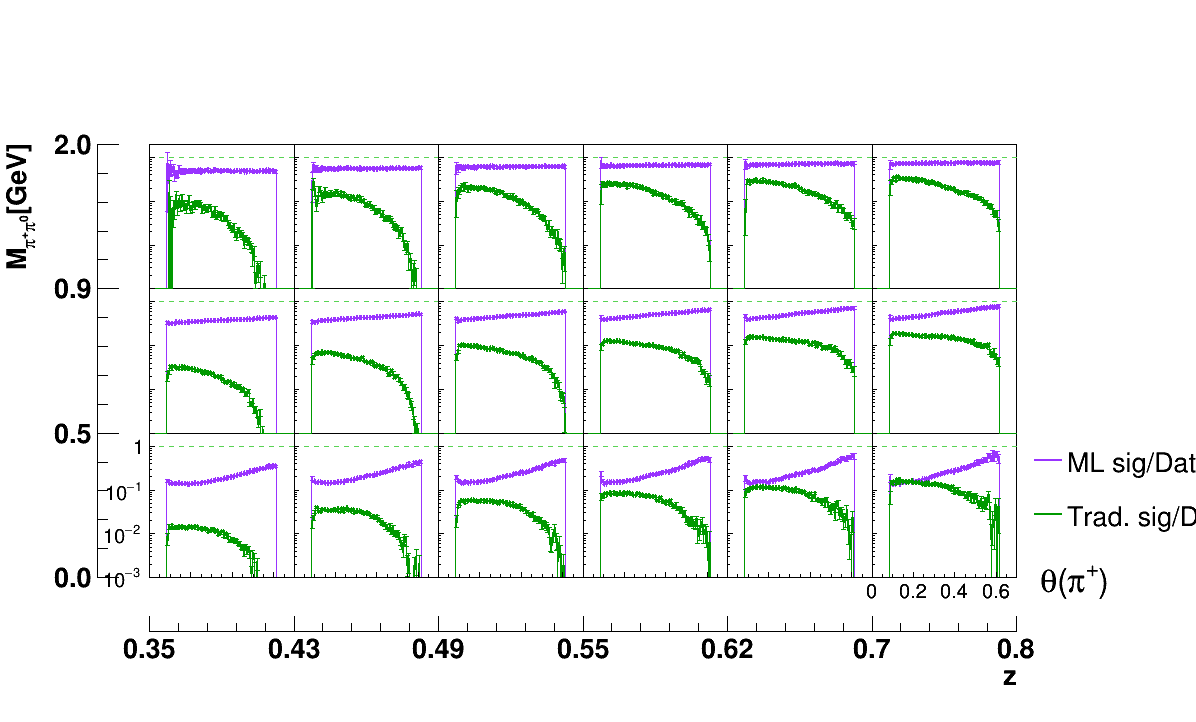 2.0
M π⁺π⁰ [GeV]
0.9
0.5
1
10⁻¹
10⁻²
0.0 10⁻³
ML sig/Dat
Trad. sig/D
0 0.2 0.4 0.6
θ(π⁺)
0.35 0.43 0.49 0.55 0.62 0.7 0.8
z